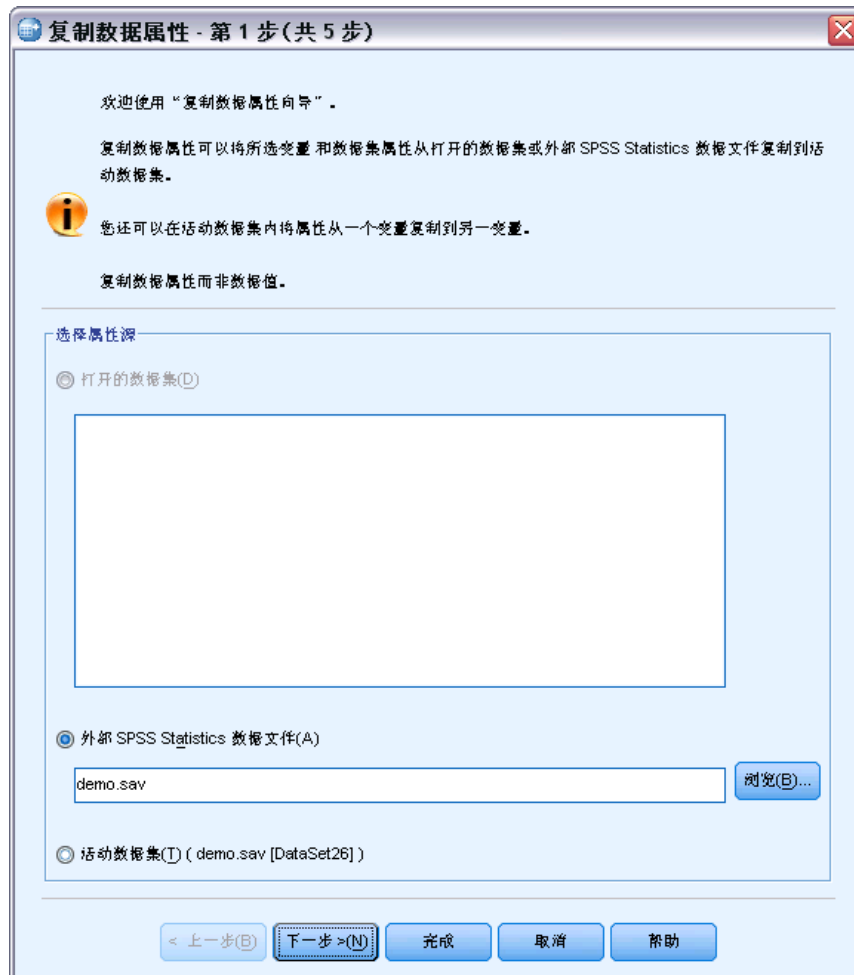 复制数据属性 - 第 1 步(共 5 步)
欢迎使用“复制数据属性向导”.
复制数据属性可以将所选变量 和数据集属性从打开的数据集或外部 SPSS Statistics 数据文件复制到活
动数据集.
您还可以在活动数据集内将属性从一个变量复制到另一变量.
复制数据属性而非数据值.
选择属性源
打开的数据集(D)
外部 SPSS Statistics 数据文件(A)
demo.sav
浏览(B)...
活动数据集(T) ( demo.sav [DataSet26] )
< 上一步(B)
下一步 >(N)
完成
取消
帮助